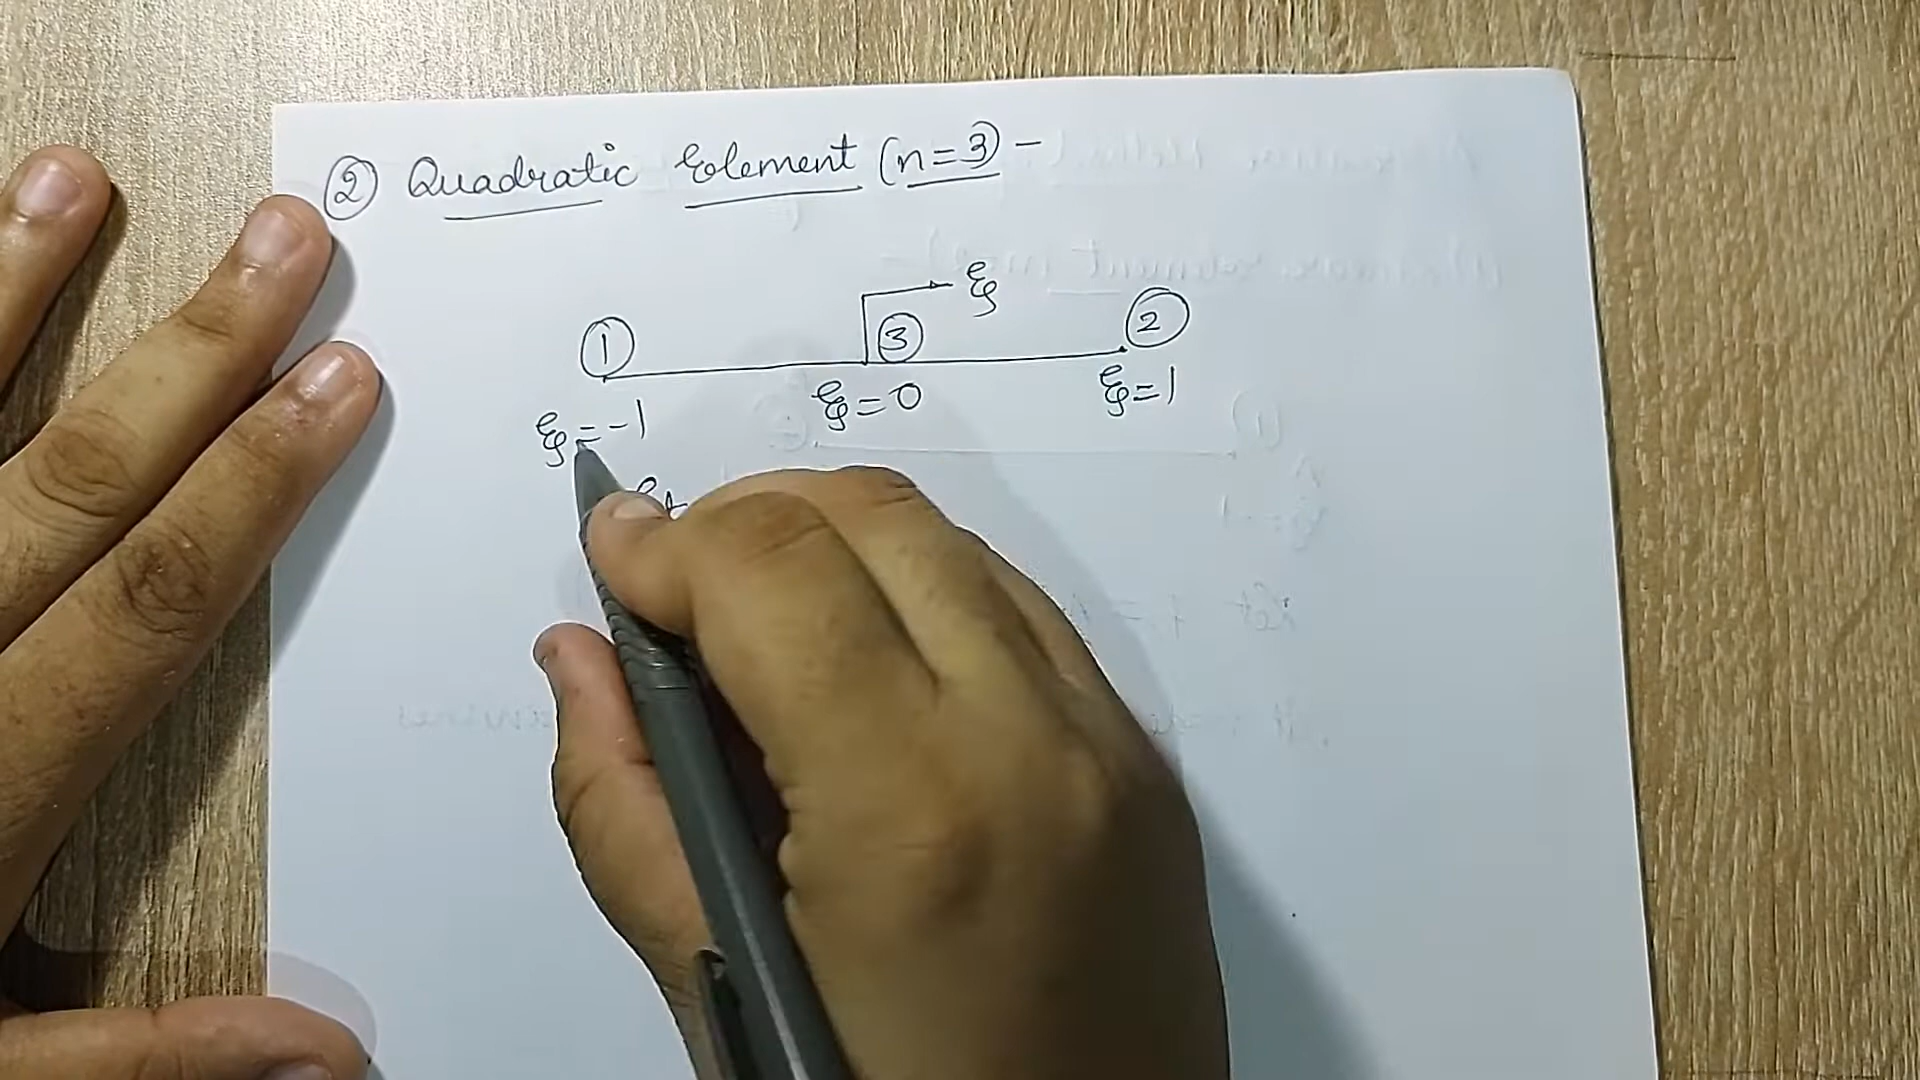 ② Quadratic Element (n=3) -
ξ
① ③ ②
ξ=-1 ξ=0 ξ=1